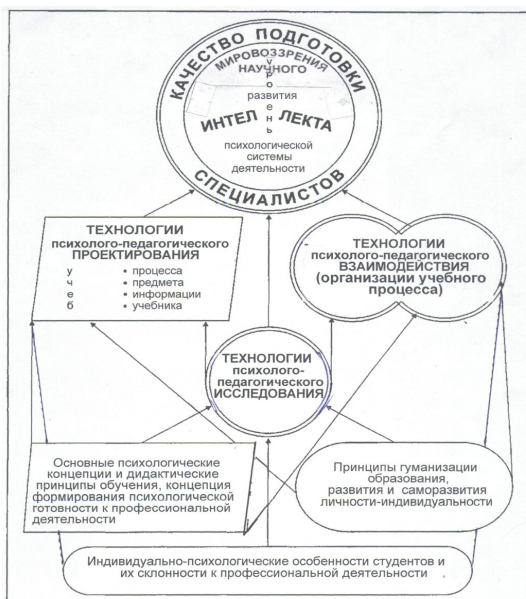 КАЧЕСТВО ПОДГОТОВКИ
МИРОВОЗЗРЕНИЯ
НАУЧНОГО
уровень
развития
ИНТЕЛ ЛЕКТА
психологической
системы
деятельности
СПЕЦИАЛИСТОВ
ТЕХНОЛОГИИ
психолого-педагогического
ПРОЕКТИРОВАНИЯ
у • процесса
ч • предмета
е • информации
б • учебника
ТЕХНОЛОГИИ
психолого-педагогического
ВЗАИМОДЕЙСТВИЯ
(организации учебного
процесса)
ТЕХНОЛОГИИ
психолого-
педагогического
ИССЛЕДОВАНИЯ
Основные психологические
концепции и дидактические
принципы обучения, концепция
формирования психологической
готовности к профессиональной
деятельности
Принципы гуманизации
образования,
развития и саморазвития
личности-индивидуальности
Индивидуально-психологические особенности студентов и
их склонности к профессиональной деятельности